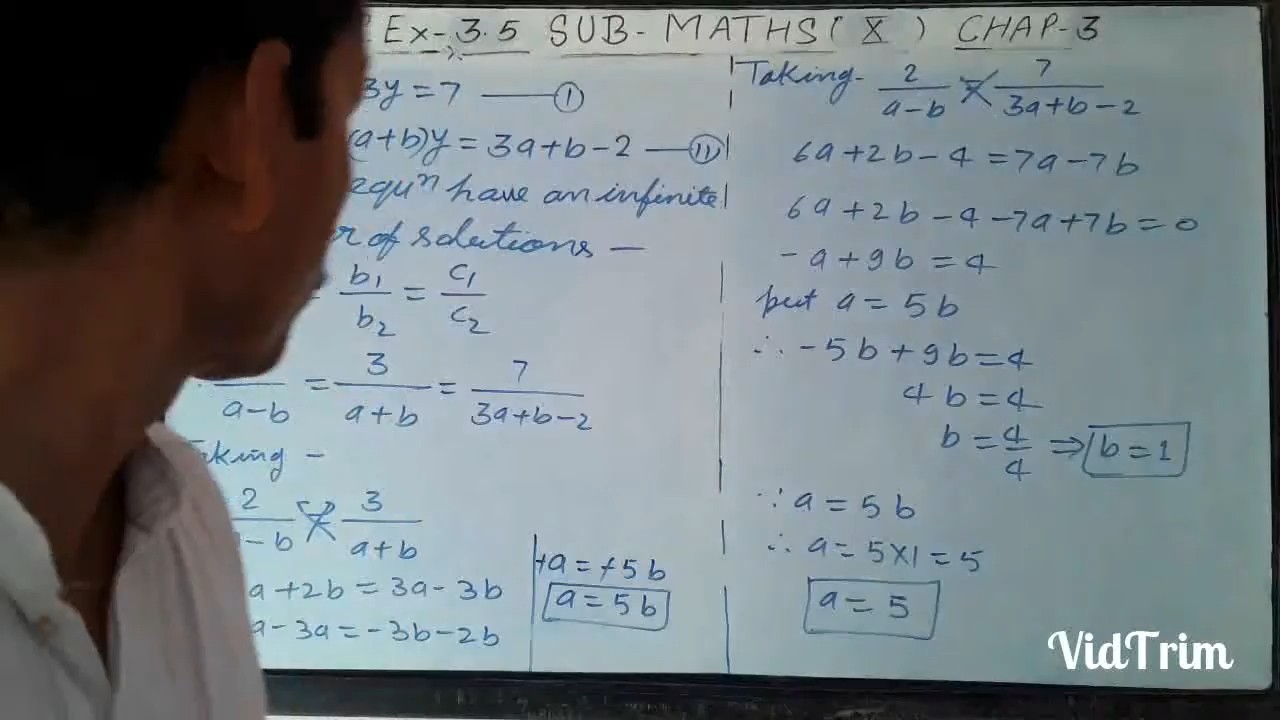 Ex-3.5 SUB-MATHS(X) CHAP-3
3y = 7 — (I)
(a+b)y = 3a+b-2 — (II)
equⁿ have an infinite
r of solutions —
= b₁/b₂ = c₁/c₂
/a-b = 3/a+b = 7/3a+b-2
aking -
2/-b × 3/a+b
a+2b = 3a-3b
a-3a = -3b-2b
+a = +5b
a = 5b
Taking- 2/a-b × 7/3a+b-2
6a+2b-4 = 7a-7b
6a+2b-4-7a+7b = 0
-a+9b = 4
put a = 5b
∴ -5b+9b = 4
4b = 4
b = 4/4 ⇒ b = 1
∵ a = 5b
∴ a = 5×1 = 5
a = 5
VidTrim